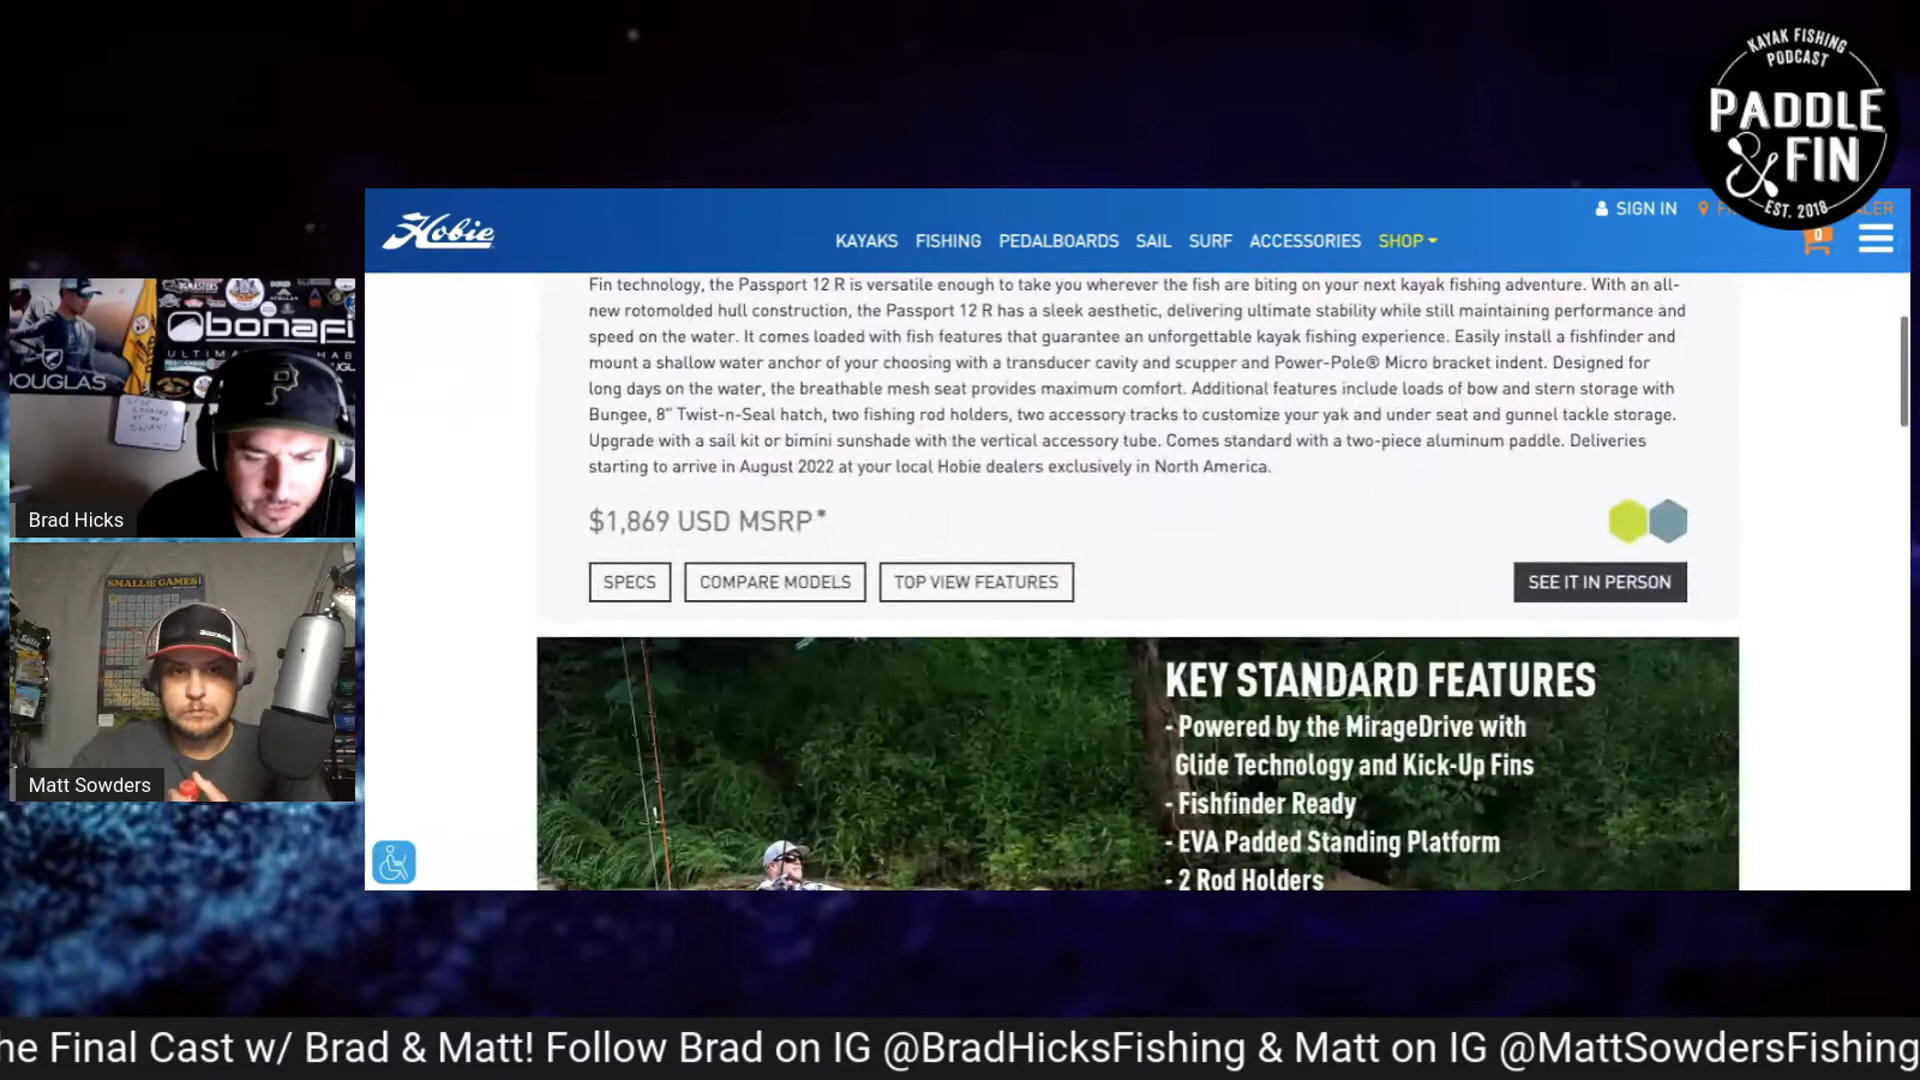 KAYAK FISHING
PODCAST
PADDLE
& FIN
EST. 2018
Hobie
SIGN IN
KAYAKS FISHING PEDALBOARDS SAIL SURF ACCESSORIES SHOP
0
Fin technology, the Passport 12 R is versatile enough to take you wherever the fish are biting on your next kayak fishing adventure. With an all-
new rotomolded hull construction, the Passport 12 R has a sleek aesthetic, delivering ultimate stability while still maintaining performance and
speed on the water. It comes loaded with fish features that guarantee an unforgettable kayak fishing experience. Easily install a fishfinder and
mount a shallow water anchor of your choosing with a transducer cavity and scupper and Power-Pole® Micro bracket indent. Designed for
long days on the water, the breathable mesh seat provides maximum comfort. Additional features include loads of bow and stern storage with
Bungee, 8" Twist-n-Seal hatch, two fishing rod holders, two accessory tracks to customize your yak and under seat and gunnel tackle storage.
Upgrade with a sail kit or bimini sunshade with the vertical accessory tube. Comes standard with a two-piece aluminum paddle. Deliveries
starting to arrive in August 2022 at your local Hobie dealers exclusively in North America.
$1,869 USD MSRP*
SPECS COMPARE MODELS TOP VIEW FEATURES SEE IT IN PERSON
KEY STANDARD FEATURES
- Powered by the MirageDrive with
Glide Technology and Kick-Up Fins
- Fishfinder Ready
- EVA Padded Standing Platform
- 2 Rod Holders
bonafi
DOUGLAS
P
Brad Hicks
SMALLIE GAMES!
Matt Sowders
he Final Cast w/ Brad & Matt! Follow Brad on IG @BradHicksFishing & Matt on IG @MattSowdersFishing